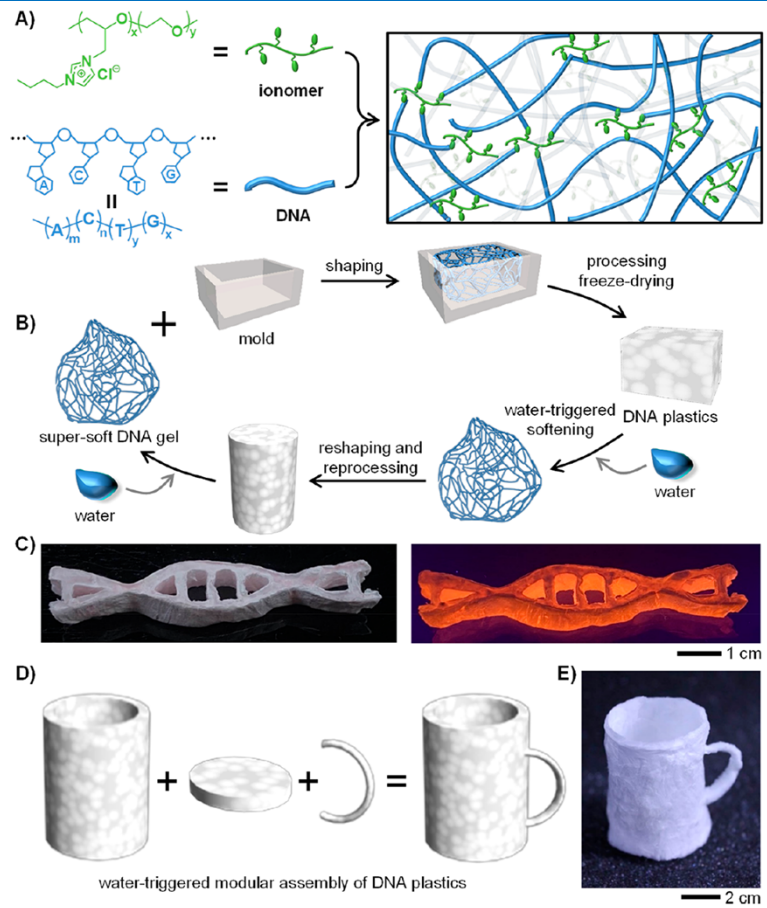 A)
O
x
O
y
N
N
⊕
Cl⊖
=
ionomer
...
...
A
C
T
G
=
DNA
=
(A)m(C)n(T)y(G)x
shaping
processing
freeze-drying
mold
B)
+
DNA plastics
water-triggered
softening
super-soft DNA gel
reshaping and
reprocessing
water
water
C)
1 cm
D)
E)
+
+
=
water-triggered modular assembly of DNA plastics
2 cm